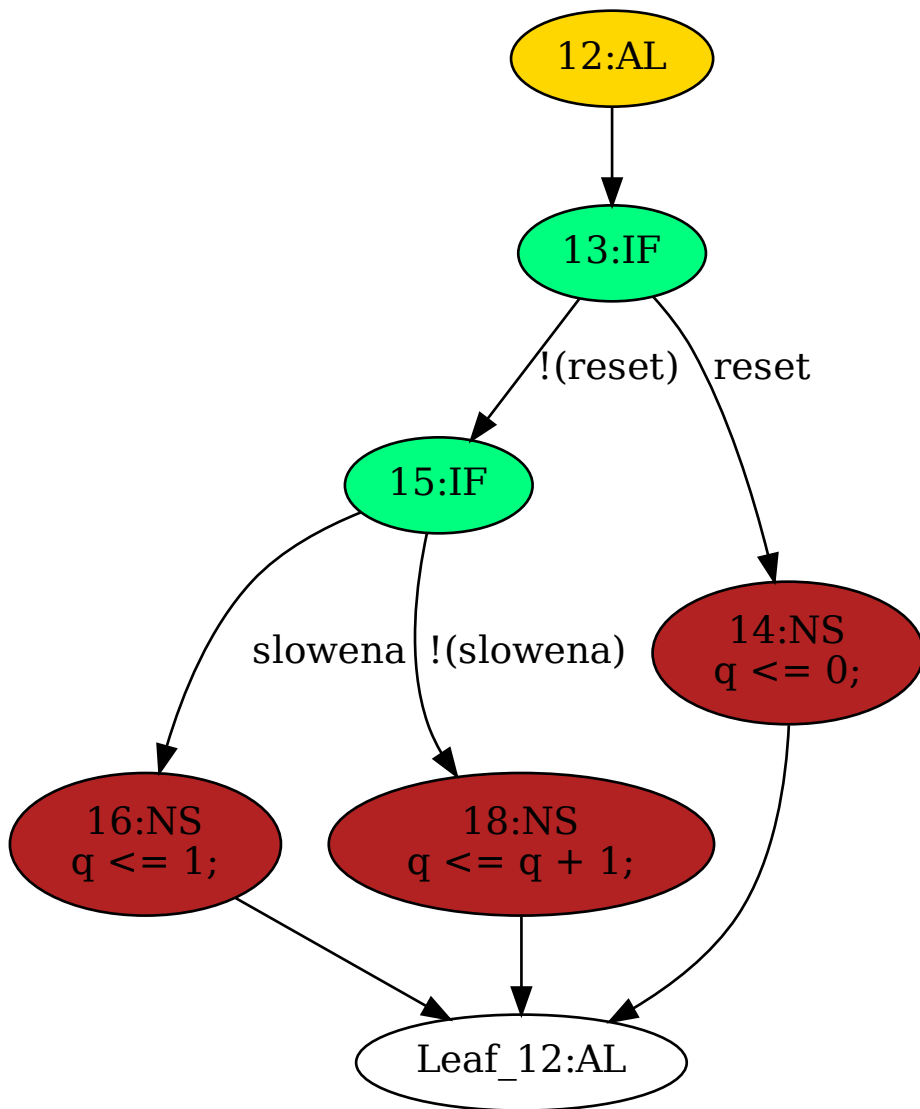 12:AL
13:IF
!(reset)
reset
15:IF
slowena
!(slowena)
14:NS
q <= 0;
16:NS
q <= 1;
18:NS
q <= q + 1;
Leaf_12:AL